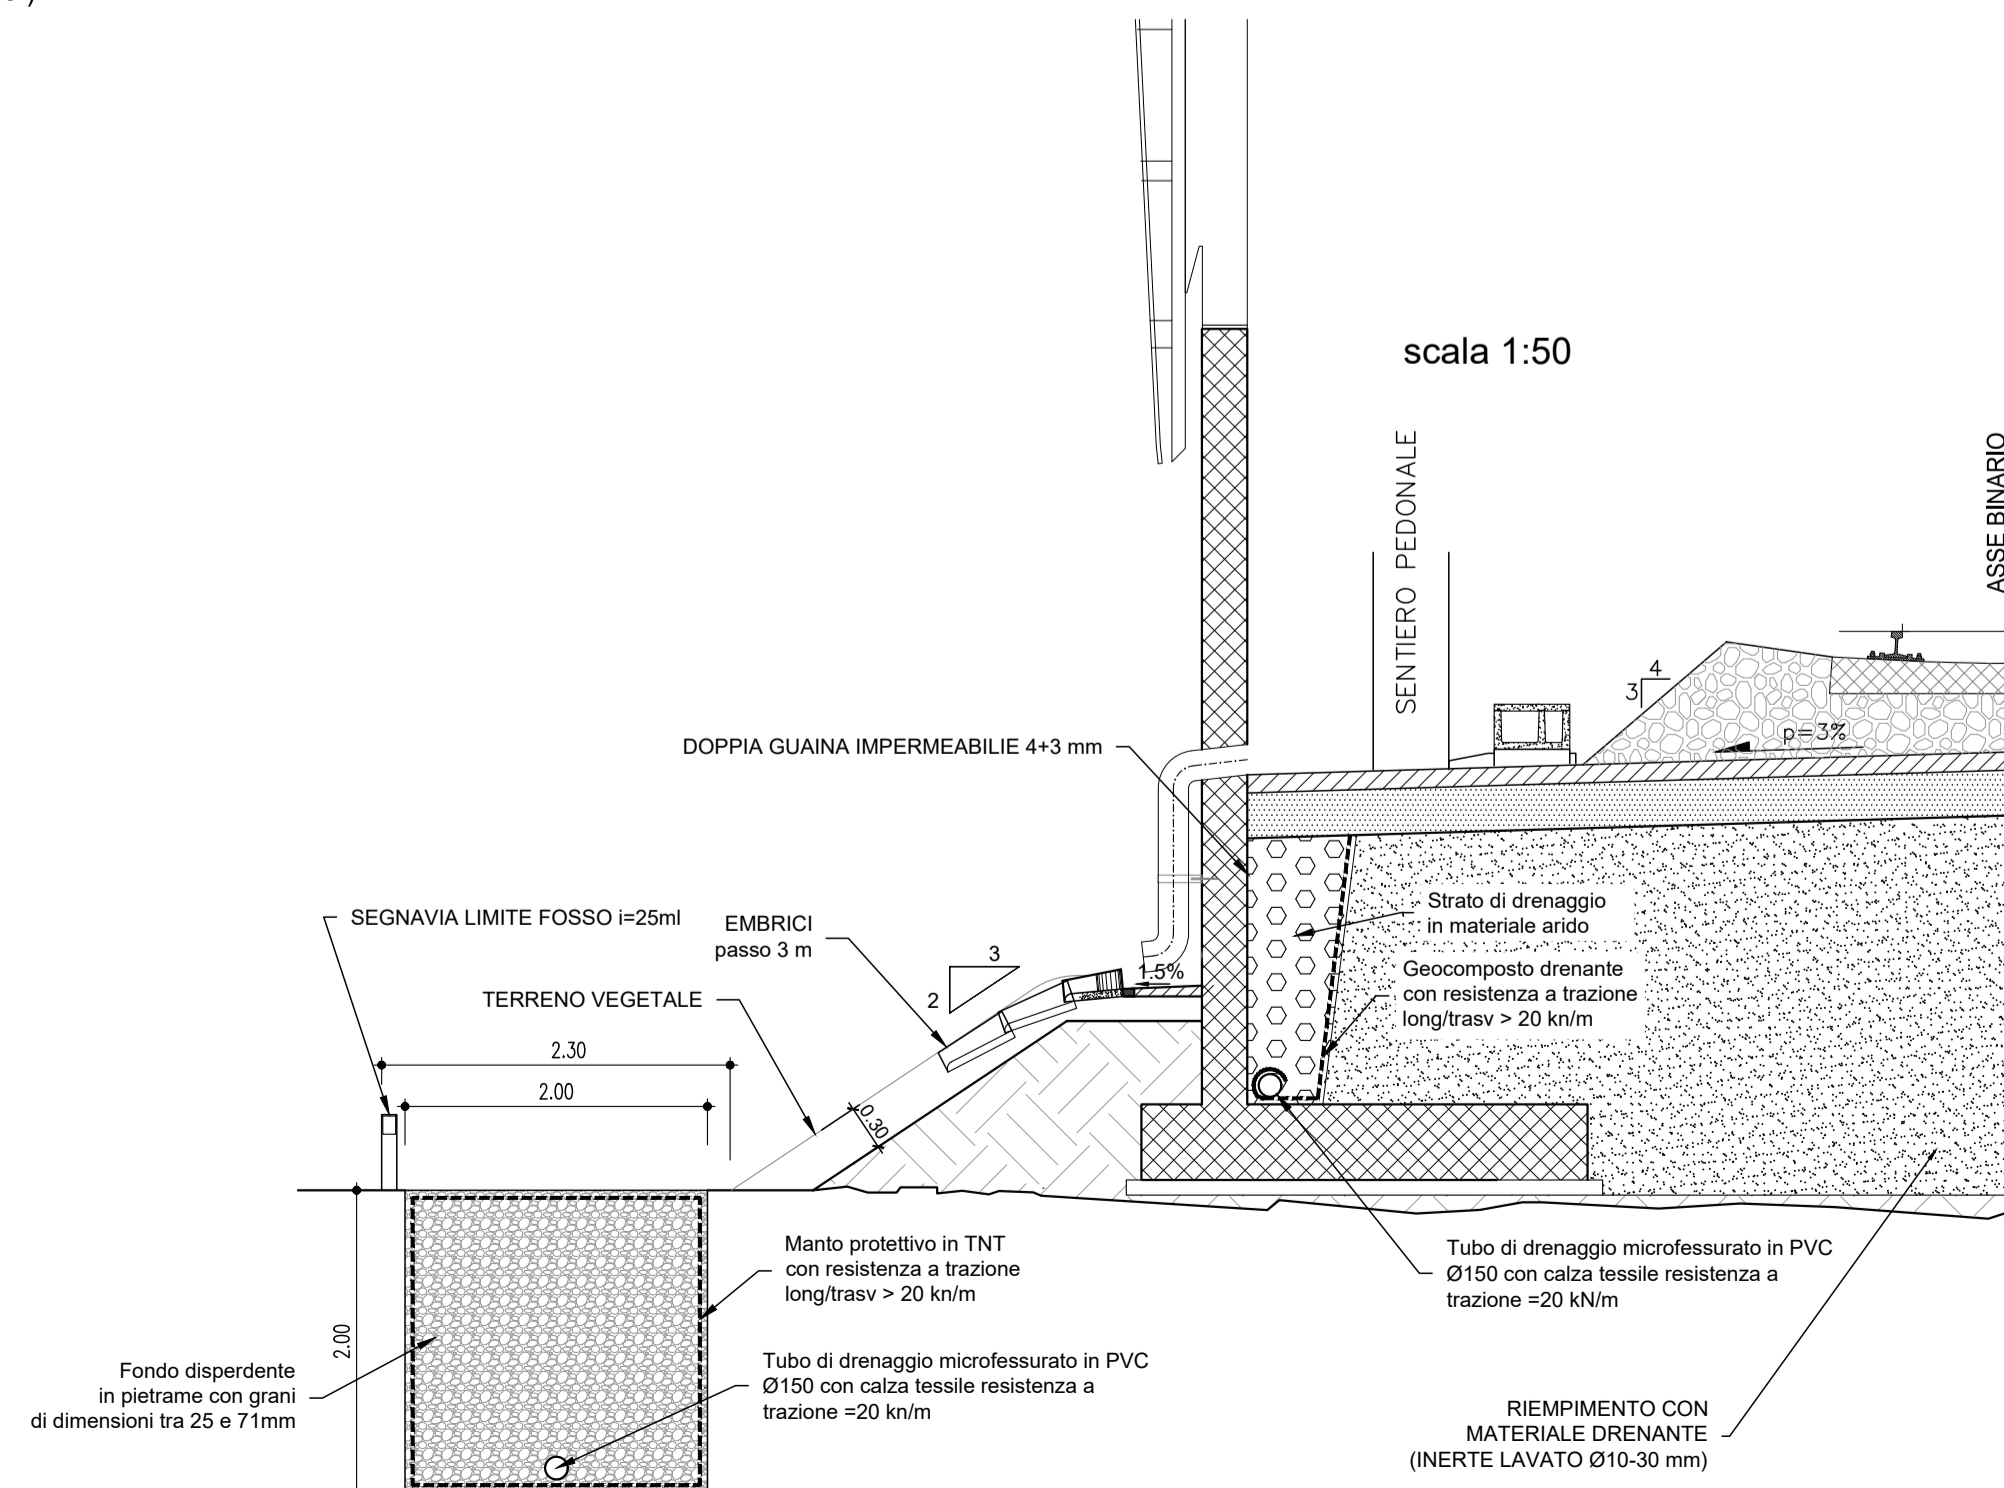 scala 1:50
SENTIERO PEDONALE
ASSE BINARIO
4
3
p=3%
DOPPIA GUAINA IMPERMEABILIE 4+3 mm
SEGNAVIA LIMITE FOSSO i=25ml
EMBRICI
passo 3 m
3
2
1.5%
TERRENO VEGETALE
Strato di drenaggio
in materiale arido
Geocomposto drenante
con resistenza a trazione
long/trasv > 20 kn/m
2.30
2.00
0.30
2.00
Manto protettivo in TNT
con resistenza a trazione
long/trasv > 20 kn/m
Tubo di drenaggio microfessurato in PVC
Ø150 con calza tessile resistenza a
trazione =20 kN/m
Fondo disperdente
in pietrame con grani
di dimensioni tra 25 e 71mm
Tubo di drenaggio microfessurato in PVC
Ø150 con calza tessile resistenza a
trazione =20 kn/m
RIEMPIMENTO CON
MATERIALE DRENANTE
(INERTE LAVATO Ø10-30 mm)